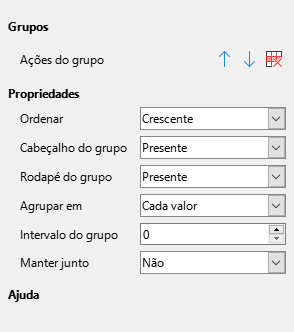 Grupos
Ações do grupo
Propriedades
Ordenar Crescente
Cabeçalho do grupo Presente
Rodapé do grupo Presente
Agrupar em Cada valor
Intervalo do grupo 0
Manter junto Não
Ajuda